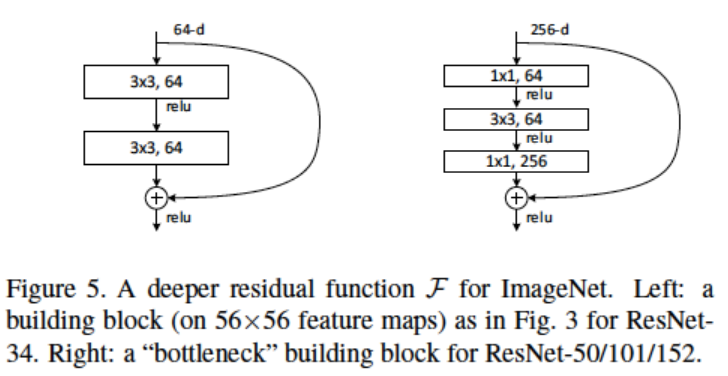 64-d
3x3, 64
relu
3x3, 64
relu
256-d
1x1, 64
relu
3x3, 64
relu
1x1, 256
relu
Figure 5. A deeper residual function F for ImageNet. Left: a
building block (on 56×56 feature maps) as in Fig. 3 for ResNet-
34. Right: a “bottleneck” building block for ResNet-50/101/152.